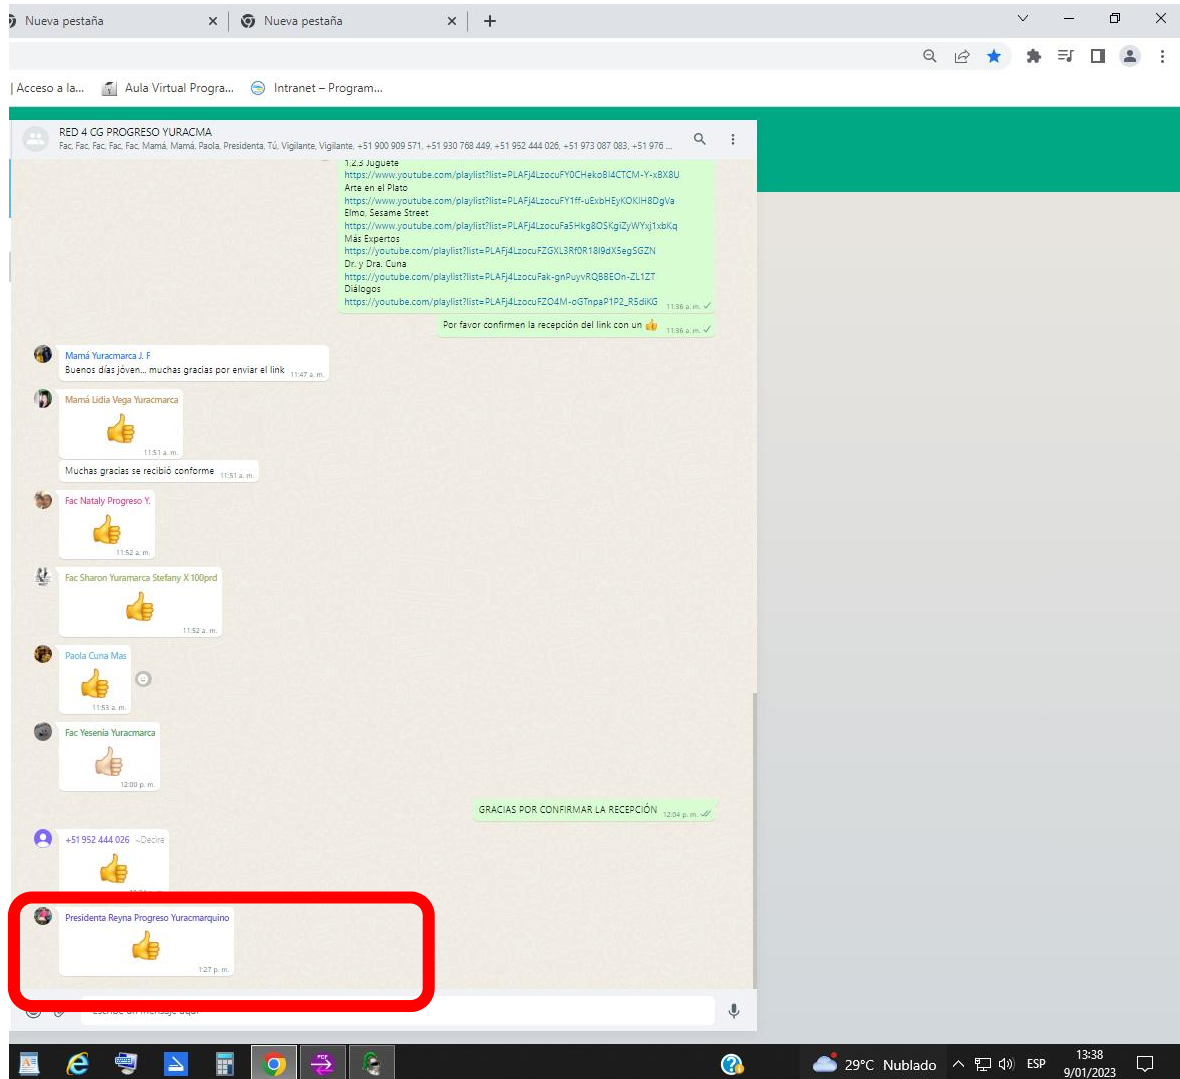 Nueva pestaña
Nueva pestaña
| Acceso a la...
Aula Virtual Progra...
Intranet – Program...
RED 4 CG PROGRESO YURACMA
Fac, Fac, Fac, Fac, Fac, Mamá, Mamá, Paola, Presidenta, Tú, Vigilante, Vigilante, +51 900 909 571, +51 930 768 449, +51 952 444 026, +51 973 087 083, +51 976 ...
1,2,3 Juguete
https://www.youtube.com/playlist?list=PLAFj4LzocuFY0CHekoBl4CTCM-Y-xBX8U
Arte en el Plato
https://www.youtube.com/playlist?list=PLAFj4LzocuFY1ff-uExbHEyKOKIH8DgVa
Elmo, Sesame Street
https://www.youtube.com/playlist?list=PLAFj4LzocuFa5Hkg8OSKgiZyWYxj1xbKq
Más Expertos
https://youtube.com/playlist?list=PLAFj4LzocuFZGXL3Rf0R18I9dX5egSGZN
Dr. y Dra. Cuna
https://youtube.com/playlist?list=PLAFj4LzocuFak-gnPuyvRQBBEOn-ZL1ZT
Diálogos
https://youtube.com/playlist?list=PLAFj4LzocuFZO4M-oGTnpaP1P2_R5diKG 11:36 a. m.
Por favor confirmen la recepción del link con un 👍 11:36 a. m.
Mamá Yuracmarca J. F
Buenos días jóven... muchas gracias por enviar el link 11:47 a. m.
Mamá Lidia Vega Yuracmarca
11:51 a. m.
Muchas gracias se recibió conforme 11:51 a. m.
Fac Nataly Progreso Y.
11:52 a. m.
Fac Sharon Yuramarca Stefany X 100prd
11:52 a. m.
Paola Cuna Mas
11:53 a. m.
Fac Yesenia Yuracmarca
12:00 p. m.
GRACIAS POR CONFIRMAR LA RECEPCIÓN 12:04 p. m.
+51 952 444 026 ~Decire
Presidenta Reyna Progreso Yuracmarquino
1:27 p. m.
Escribe un mensaje aquí
29°C Nublado
ESP
13:38
9/01/2023